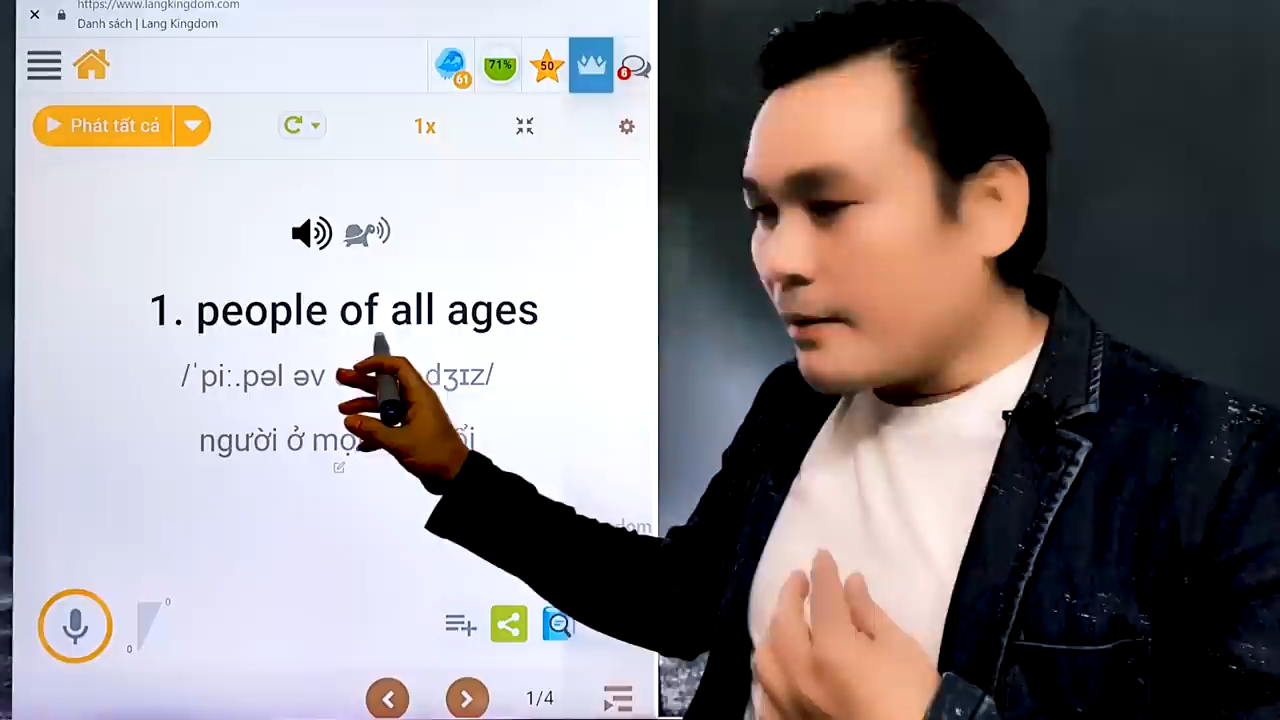 https://www.langkingdom.com
Danh sách | Lang Kingdom
61
71%
50
6
Phát tất cả
1x
1. people of all ages
/ˈpiː.pəl əv
dʒɪz/
người ở
0
0
1/4